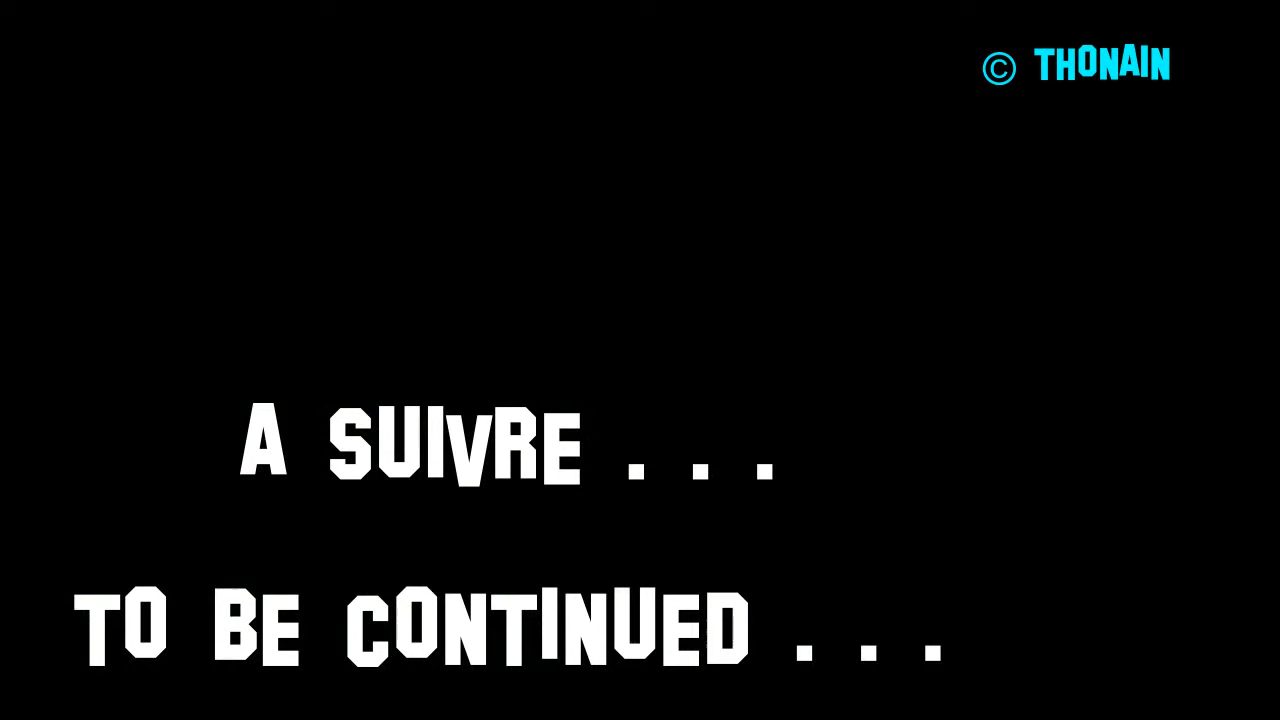 © THONAIN
A SUIVRE . . .
TO BE CONTINUED . . .